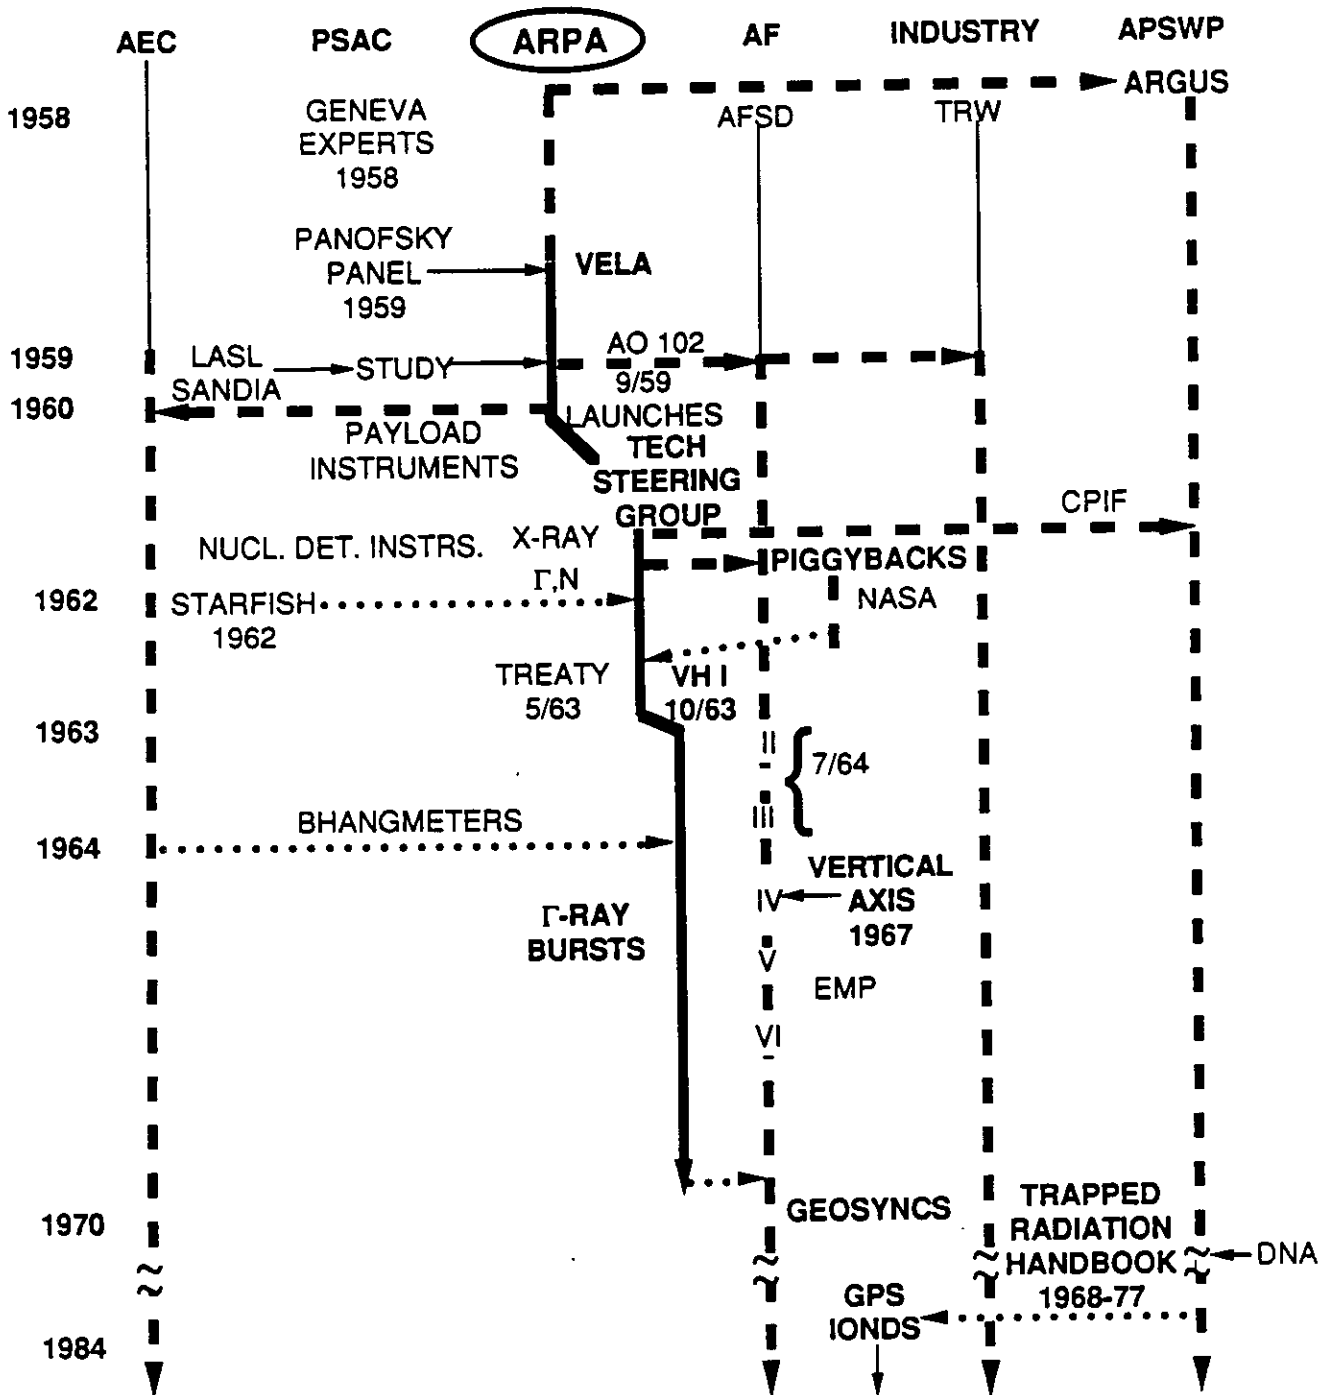 AEC
PSAC
ARPA
AF
INDUSTRY
APSWP
ARGUS
1958
GENEVA
EXPERTS
1958
AFSD
TRW
PANOFSKY
PANEL
1959
VELA
1959
LASL
SANDIA
STUDY
AO 102
9/59
1960
LAUNCHES
PAYLOAD
INSTRUMENTS
TECH
STEERING
GROUP
CPIF
NUCL. DET. INSTRS.
X-RAY
Γ,N
PIGGYBACKS
NASA
1962
STARFISH
1962
TREATY
5/63
VH I
10/63
1963
II
7/64
III
1964
BHANGMETERS
IV
VERTICAL
AXIS
1967
Γ-RAY
BURSTS
V
EMP
VI
1970
GEOSYNCS
TRAPPED
RADIATION
HANDBOOK
1968-77
DNA
GPS
IONDS
1984